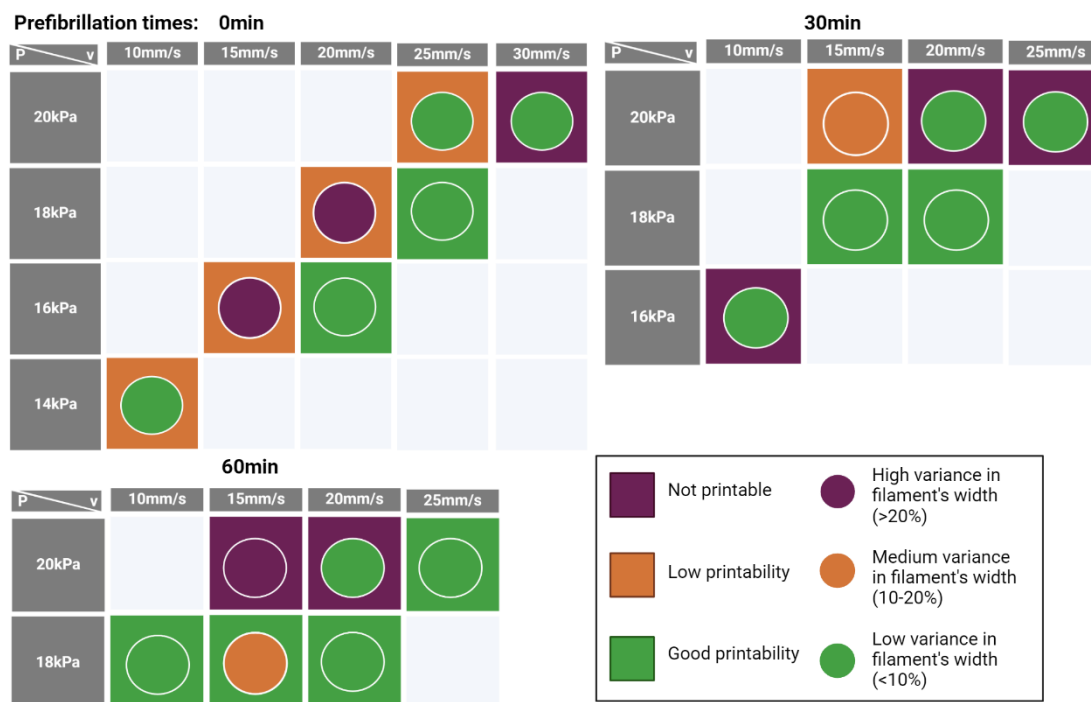 Prefibrillation times: 0min
P v 10mm/s 15mm/s 20mm/s 25mm/s 30mm/s
20kPa
18kPa
16kPa
14kPa
30min
P v 10mm/s 15mm/s 20mm/s 25mm/s
20kPa
18kPa
16kPa
60min
P v 10mm/s 15mm/s 20mm/s 25mm/s
20kPa
18kPa
Not printable
High variance in
filament's width
(>20%)
Low printability
Medium variance
in filament's width
(10-20%)
Good printability
Low variance in
filament's width
(<10%)